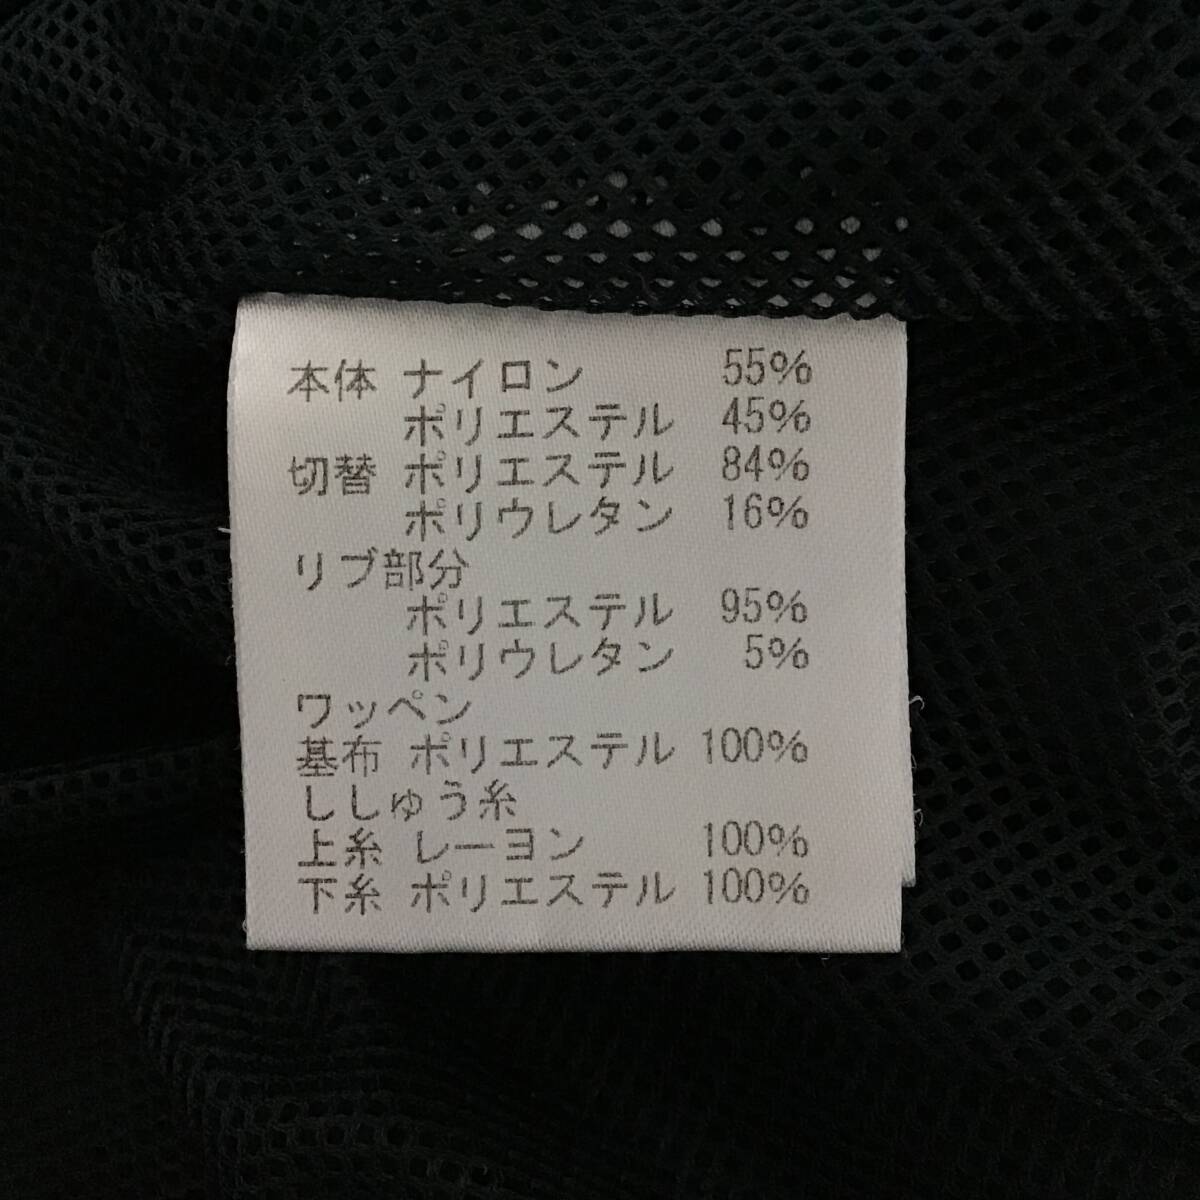 本体 ナイロン 55%
ポリエステル 45%
切替 ポリエステル 84%
ポリウレタン 16%
リブ部分
ポリエステル 95%
ポリウレタン 5%
ワッペン
基布 ポリエステル 100%
ししゅう糸
上糸 レーヨン 100%
下糸 ポリエステル 100%